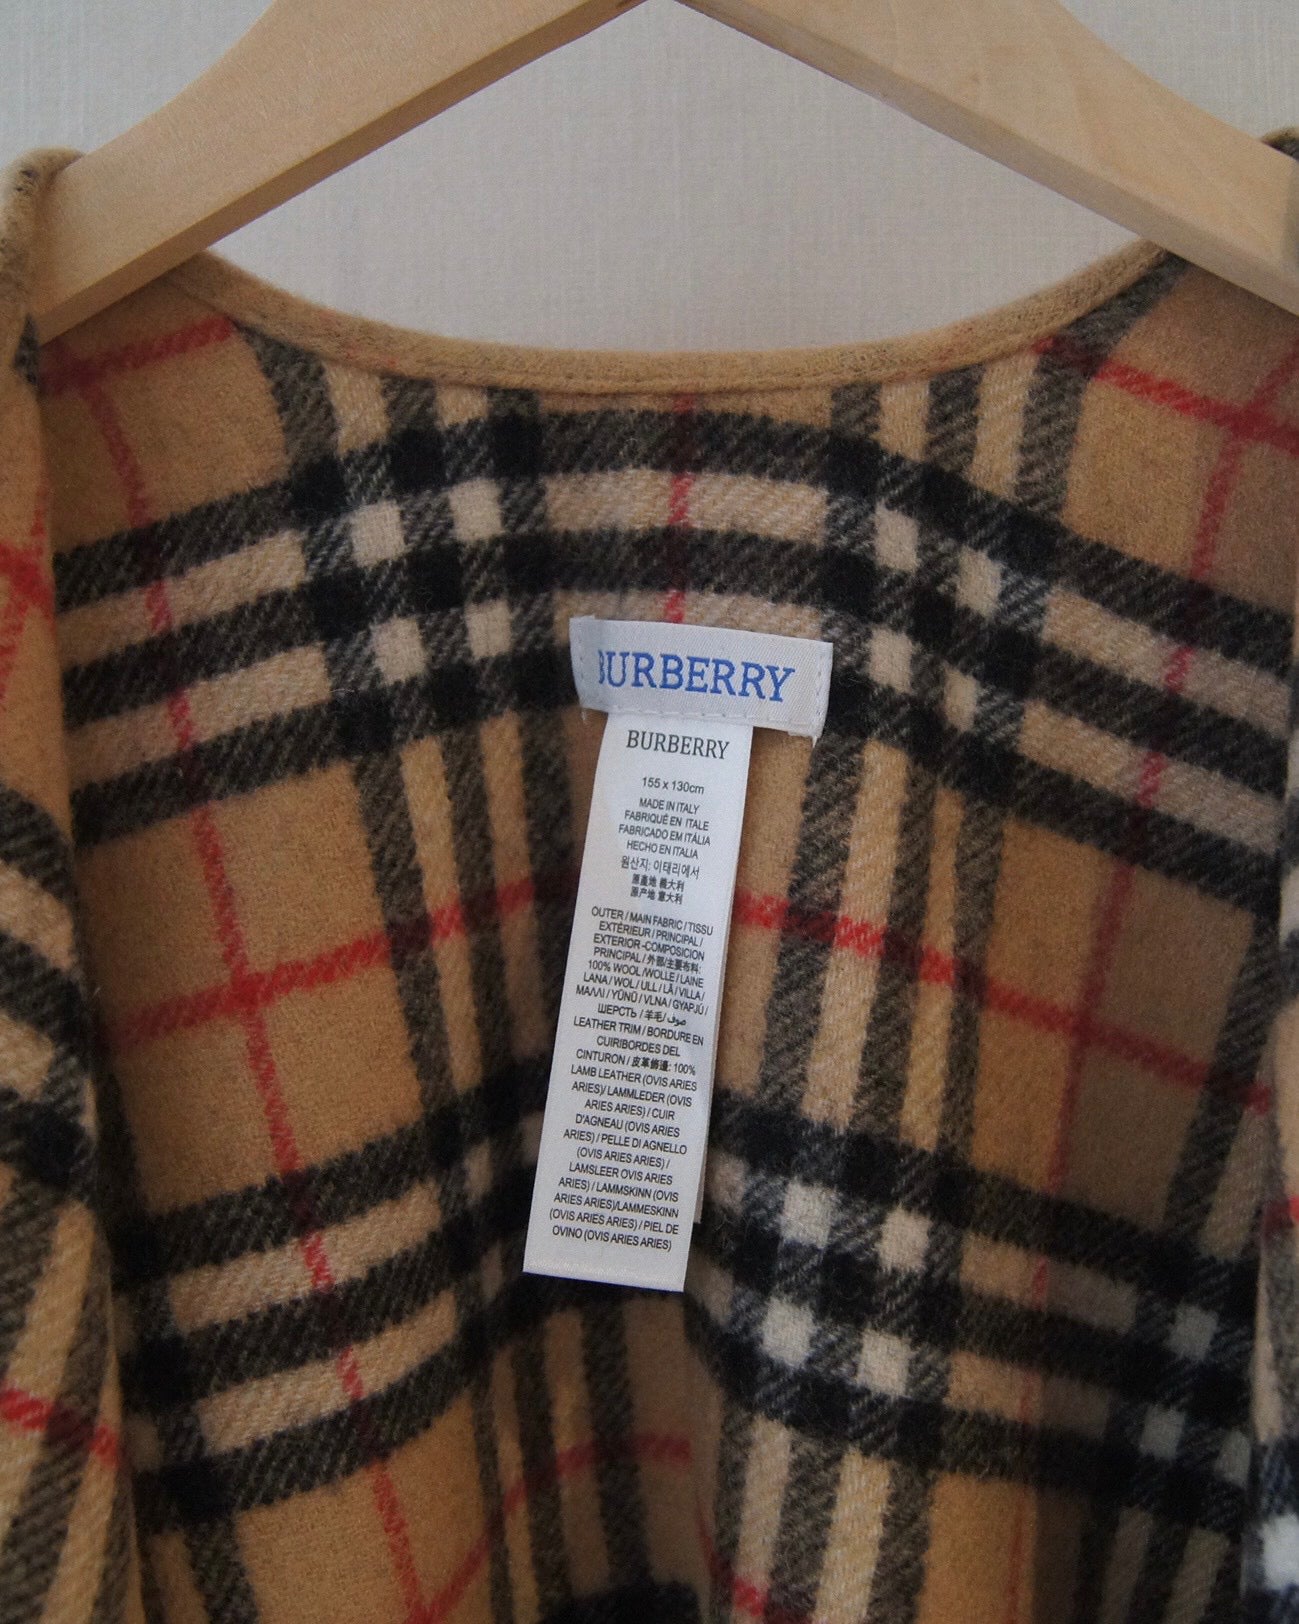 BURBERRY
BURBERRY
155 x 130cm
MADE IN ITALY
FABRIQUÉ EN ITALE
FABRICADO EM ITÁLIA
HECHO EN ITALIA
원산지: 이태리에서
原產地 義大利
原产地 意大利
OUTER / MAIN FABRIC / TISSU
EXTÉRIEUR / PRINCIPAL /
EXTERIOR -COMPOSICION
PRINCIPAL / 外部/主要布料:
100% WOOL /WOLLE / LAINE
LANA / WOL / ULL / LÃ / VILLA /
ΜΑΛΛΙ / YÜNÜ / VLNA / GYAPJÚ /
ШЕРСТЬ / 羊毛/ صوف /
LEATHER TRIM / BORDURE EN
CUIRIBORDES DEL
CINTURON / 皮革飾邊: 100%
LAMB LEATHER (OVIS ARIES
ARIES)/ LAMMLEDER (OVIS
ARIES ARIES) / CUIR
D'AGNEAU (OVIS ARIES
ARIES) / PELLE DI AGNELLO
(OVIS ARIES ARIES) /
LAMSLEER OVIS ARIES
ARIES) / LAMMSKINN (OVIS
ARIES ARIES)/LAMMESKINN
(OVIS ARIES ARIES) / PIEL DE
OVINO (OVIS ARIES ARIES)